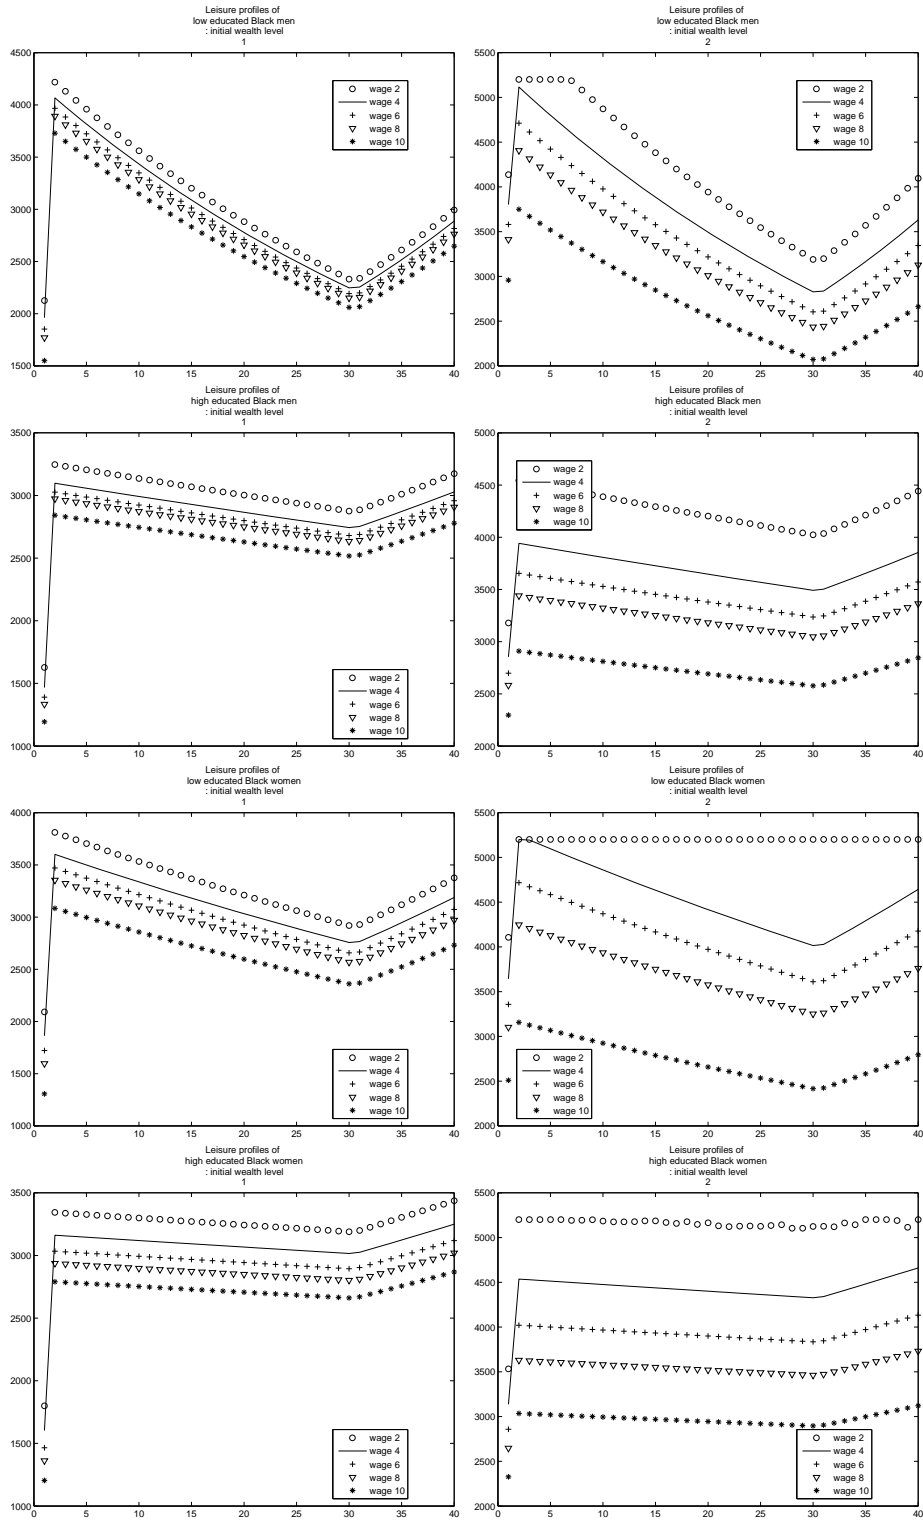 Leisure profiles of
low educated Black men
: initial wealth level
1
4500
4000
3500
3000
2500
2000
1500
wage 2
wage 4
wage 6
wage 8
wage 10
0 5 10 15 20 25 30 35 40
Leisure profiles of
low educated Black men
: initial wealth level
2
5500
5000
4500
4000
3500
3000
2500
2000
wage 2
wage 4
wage 6
wage 8
wage 10
0 5 10 15 20 25 30 35 40
Leisure profiles of
high educated Black men
: initial wealth level
1
3500
3000
2500
2000
1500
1000
wage 2
wage 4
wage 6
wage 8
wage 10
0 5 10 15 20 25 30 35 40
Leisure profiles of
high educated Black men
: initial wealth level
2
5000
4500
4000
3500
3000
2500
2000
wage 2
wage 4
wage 6
wage 8
wage 10
0 5 10 15 20 25 30 35 40
Leisure profiles of
low educated Black women
: initial wealth level
1
4000
3500
3000
2500
2000
1500
1000
wage 2
wage 4
wage 6
wage 8
wage 10
0 5 10 15 20 25 30 35 40
Leisure profiles of
low educated Black women
: initial wealth level
2
5500
5000
4500
4000
3500
3000
2500
2000
wage 2
wage 4
wage 6
wage 8
wage 10
0 5 10 15 20 25 30 35 40
Leisure profiles of
high educated Black women
: initial wealth level
1
3500
3000
2500
2000
1500
1000
wage 2
wage 4
wage 6
wage 8
wage 10
0 5 10 15 20 25 30 35 40
Leisure profiles of
high educated Black women
: initial wealth level
2
5500
5000
4500
4000
3500
3000
2500
2000
wage 2
wage 4
wage 6
wage 8
wage 10
0 5 10 15 20 25 30 35 40